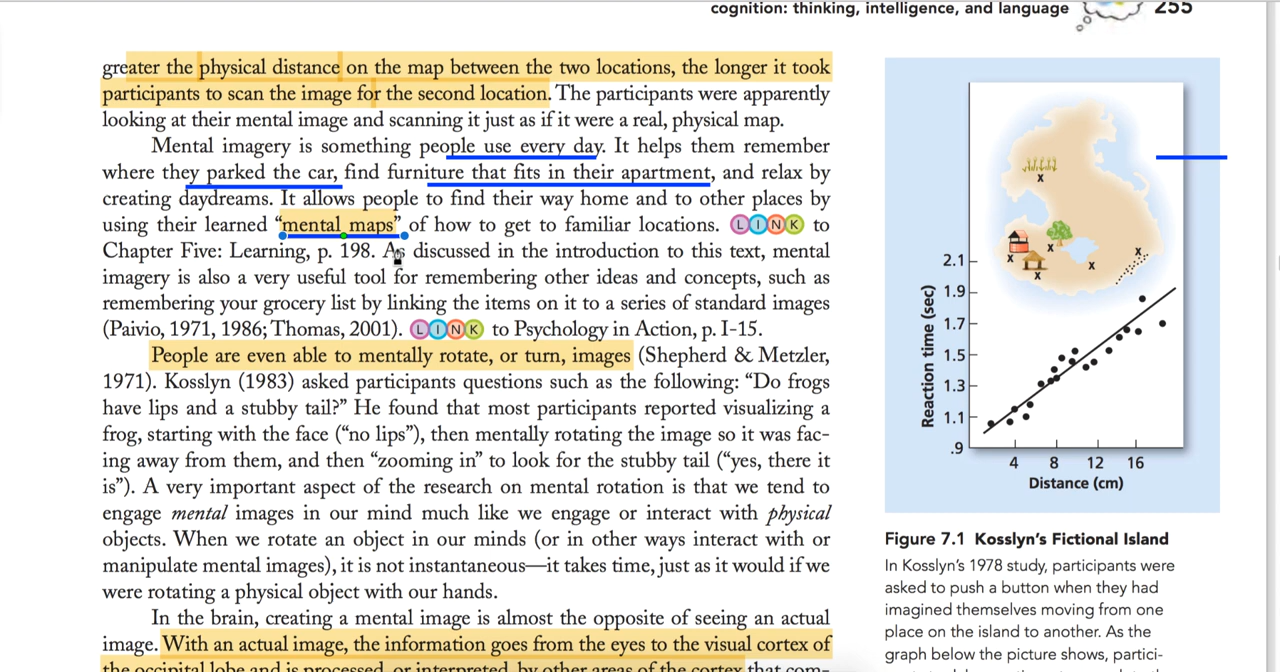 cognition: thinking, intelligence, and language 255
greater the physical distance on the map between the two locations, the longer it took
participants to scan the image for the second location. The participants were apparently
looking at their mental image and scanning it just as if it were a real, physical map.
Mental imagery is something people use every day. It helps them remember
where they parked the car, find furniture that fits in their apartment, and relax by
creating daydreams. It allows people to find their way home and to other places by
using their learned “mental maps” of how to get to familiar locations. LINK to
Chapter Five: Learning, p. 198. As discussed in the introduction to this text, mental
imagery is also a very useful tool for remembering other ideas and concepts, such as
remembering your grocery list by linking the items on it to a series of standard images
(Paivio, 1971, 1986; Thomas, 2001). LINK to Psychology in Action, p. I-15.
People are even able to mentally rotate, or turn, images (Shepherd & Metzler,
1971). Kosslyn (1983) asked participants questions such as the following: “Do frogs
have lips and a stubby tail?” He found that most participants reported visualizing a
frog, starting with the face (“no lips”), then mentally rotating the image so it was fac-
ing away from them, and then “zooming in” to look for the stubby tail (“yes, there it
is”). A very important aspect of the research on mental rotation is that we tend to
engage mental images in our mind much like we engage or interact with physical
objects. When we rotate an object in our minds (or in other ways interact with or
manipulate mental images), it is not instantaneous—it takes time, just as it would if we
were rotating a physical object with our hands.
In the brain, creating a mental image is almost the opposite of seeing an actual
image. With an actual image, the information goes from the eyes to the visual cortex of
the occipital lobe and is processed, or interpreted, by other areas of the cortex that com-
x
x
x
x
x
x
Reaction time (sec)
2.1
1.9
1.7
1.5
1.3
1.1
.9
4 8 12 16
Distance (cm)
Figure 7.1 Kosslyn’s Fictional Island
In Kosslyn’s 1978 study, participants were
asked to push a button when they had
imagined themselves moving from one
place on the island to another. As the
graph below the picture shows, partici-